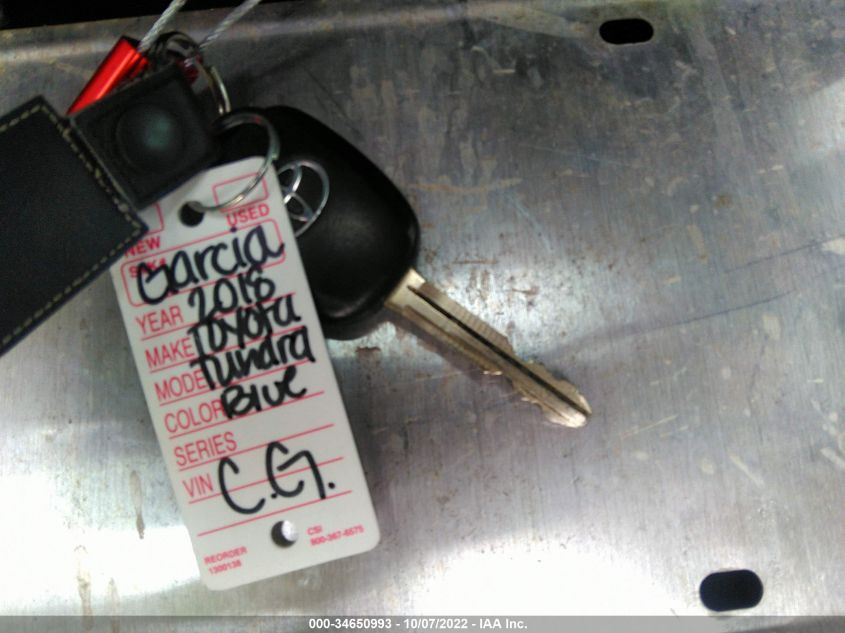 USED
NEW
Garcia
YEAR 2018
MAKE Toyota
MODE Tundra
COLOR Blue
SERIES
VIN C.G.
REORDER
1300138
CSI
800-367-6575
000-34650993 - 10/07/2022 - IAA Inc.